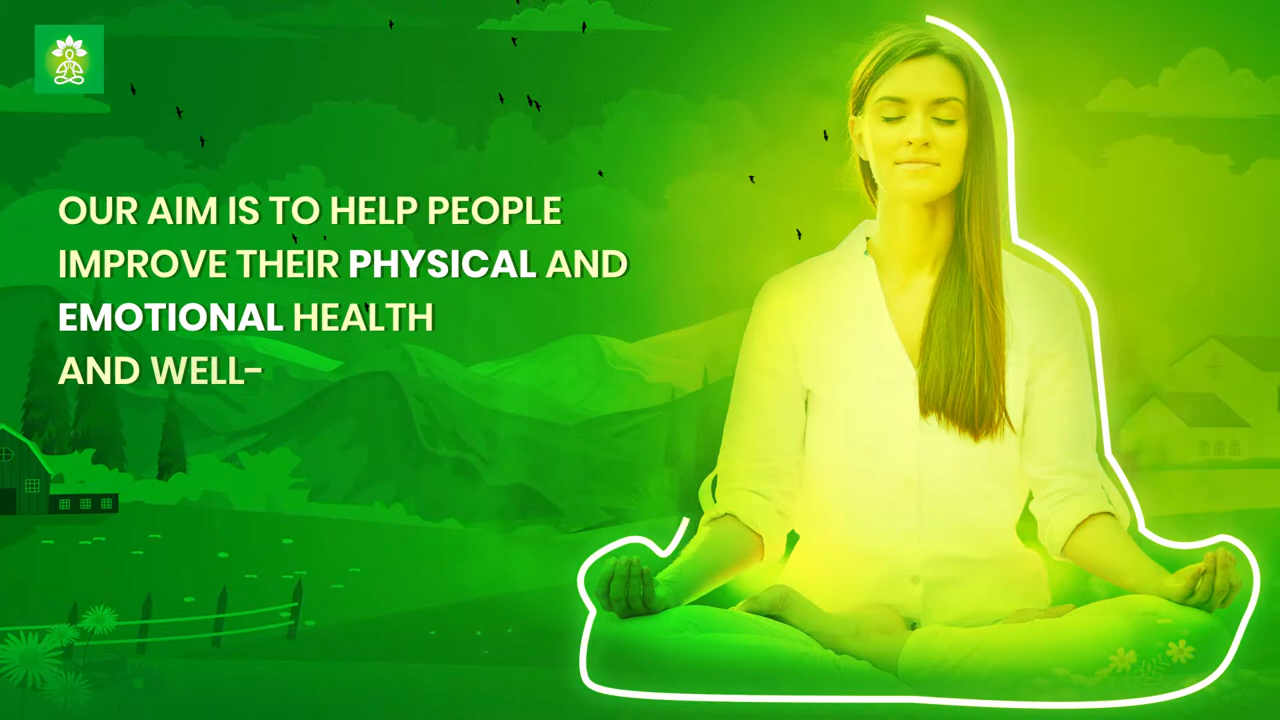 OUR AIM IS TO HELP PEOPLE
IMPROVE THEIR PHYSICAL AND
EMOTIONAL HEALTH
AND WELL-